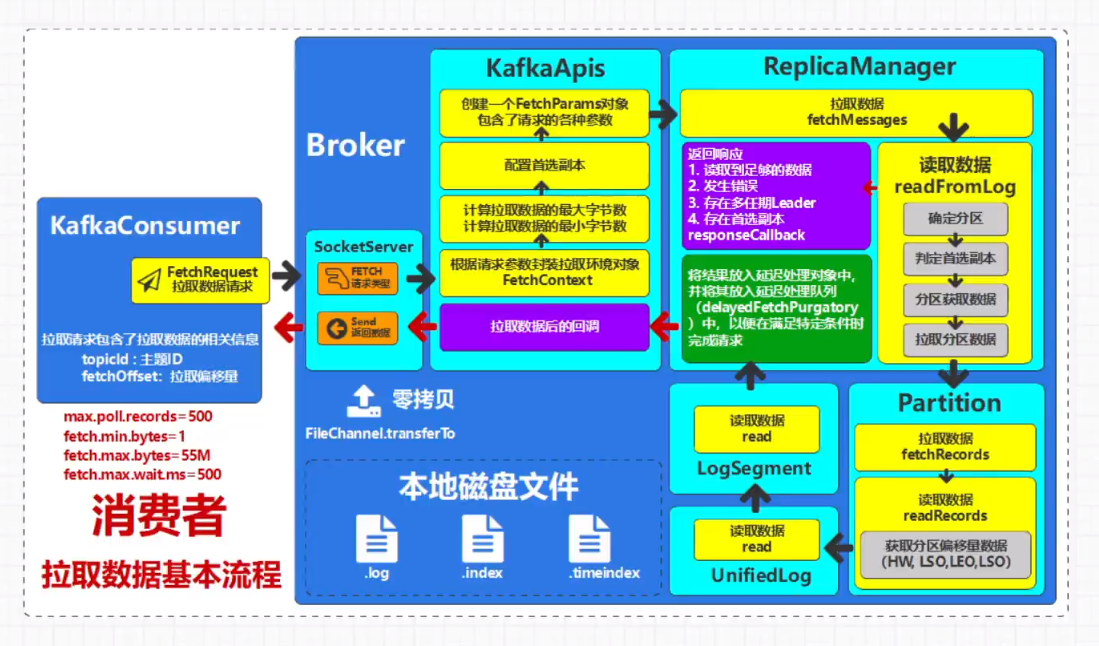 KafkaConsumer
FetchRequest
拉取数据请求
拉取请求包含了拉取数据的相关信息
topicId : 主题ID
fetchOffset: 拉取偏移量
max.poll.records=500
fetch.min.bytes=1
fetch.max.bytes=55M
fetch.max.wait.ms=500
消费者
拉取数据基本流程
Broker
SocketServer
FETCH
请求类型
Send
返回数据
零拷贝
FileChannel.transferTo
本地磁盘文件
.log
.index
.timeindex
KafkaApis
创建一个FetchParams对象
包含了请求的各种参数
配置首选副本
计算拉取数据的最大字节数
计算拉取数据的最小字节数
根据请求参数封装拉取环境对象
FetchContext
拉取数据后的回调
ReplicaManager
拉取数据
fetchMessages
返回响应
1. 读取到足够的数据
2. 发生错误
3. 存在多任期Leader
4. 存在首选副本
responseCallback
将结果放入延迟处理对象中,
并将其放入延迟处理队列
（delayedFetchPurgatory
）中，以便在满足特定条件时
完成请求
读取数据
readFromLog
确定分区
判定首选副本
分区获取数据
拉取分区数据
Partition
拉取数据
fetchRecords
读取数据
readRecords
获取分区偏移量数据
(HW, LSO,LEO,LSO)
读取数据
read
LogSegment
读取数据
read
UnifiedLog